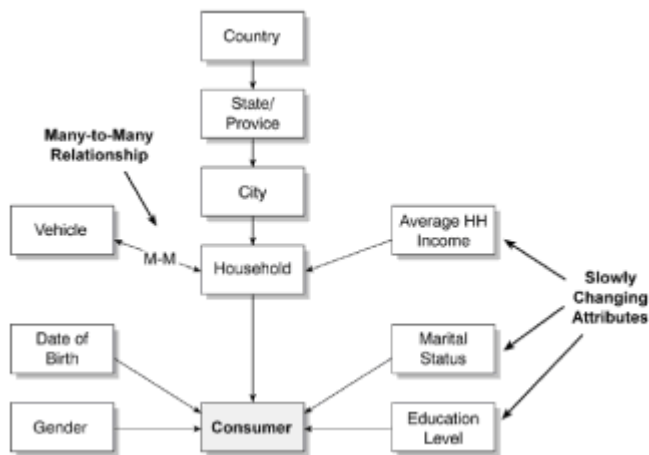 Country
State/
Provice
Many-to-Many
Relationship
City
Vehicle
M-M
Household
Average HH
Income
Slowly
Changing
Attributes
Date of
Birth
Marital
Status
Gender
Consumer
Education
Level